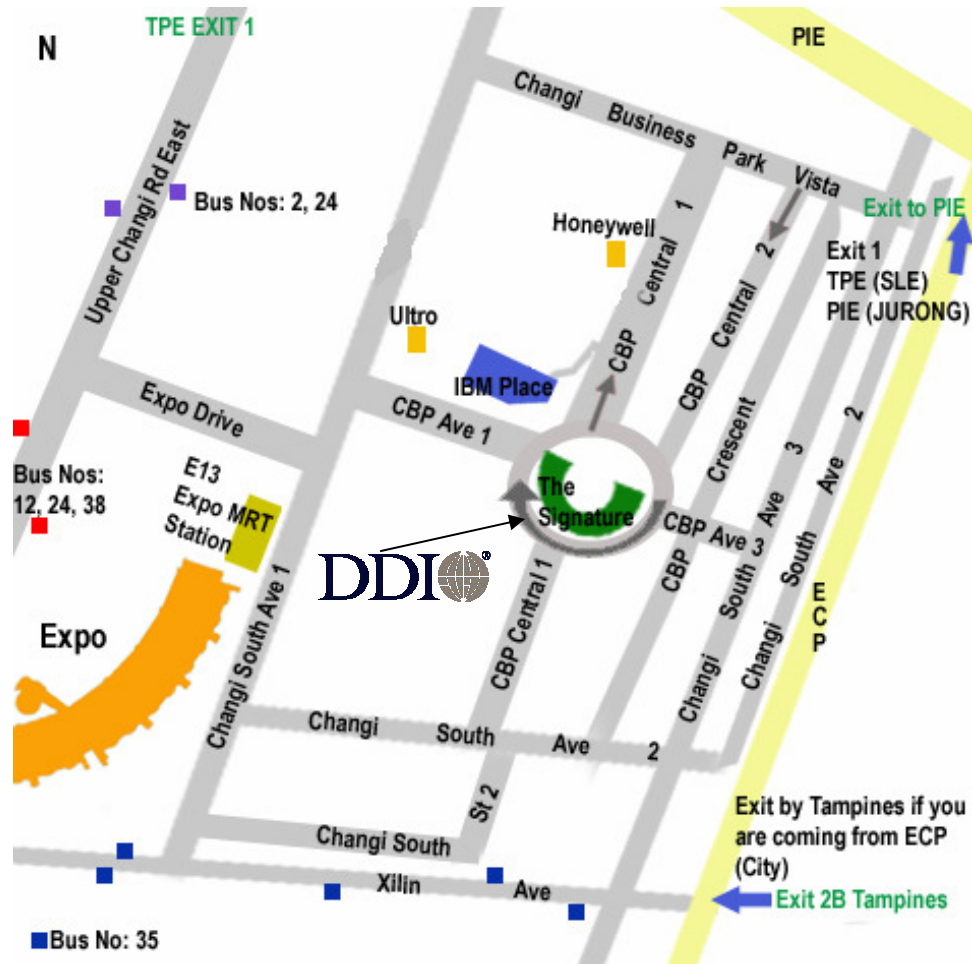 TPE EXIT 1
N
PIE
Changi Business Park Vista
Upper Changi Rd East
Bus Nos: 2, 24
Exit to PIE
Honeywell
Exit 1
TPE (SLE)
PIE (JURONG)
CBP Central 1
CBP Central 2
Ultro
IBM Place
Expo Drive
CBP Ave 1
CBP Crescent
Changi South Ave 3
Changi South Ave 2
Bus Nos:
12, 24, 38
E13
Expo MRT
Station
The
Signature
CBP Ave 3
DDI®
ECP
Expo
Changi South Ave 1
CBP Central 1
Changi South Ave 2
St 2
Changi South
Exit by Tampines if you
are coming from ECP
(City)
Xilin Ave
Exit 2B Tampines
Bus No: 35